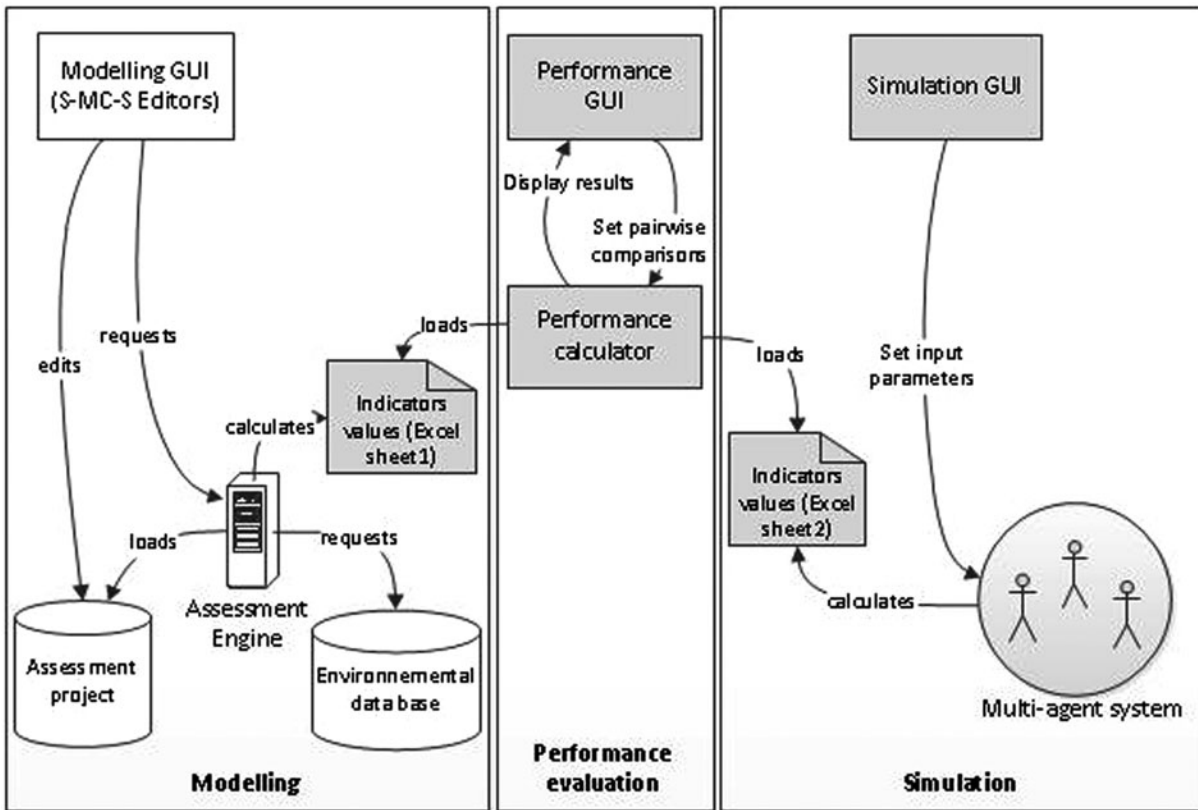 Modelling GUI
(S-MC-S Editors)
edits
requests
calculates
loads
Indicators
values (Excel
sheet1)
loads
requests
Assessment
Engine
Assessment
project
Environnemental
database
Modelling
Performance
GUI
Display results
Set pairwise
comparisons
Performance
calculator
Performance
evaluation
Simulation GUI
loads
Set input
parameters
Indicators
values (Excel
sheet2)
calculates
Multi-agent system
Simulation